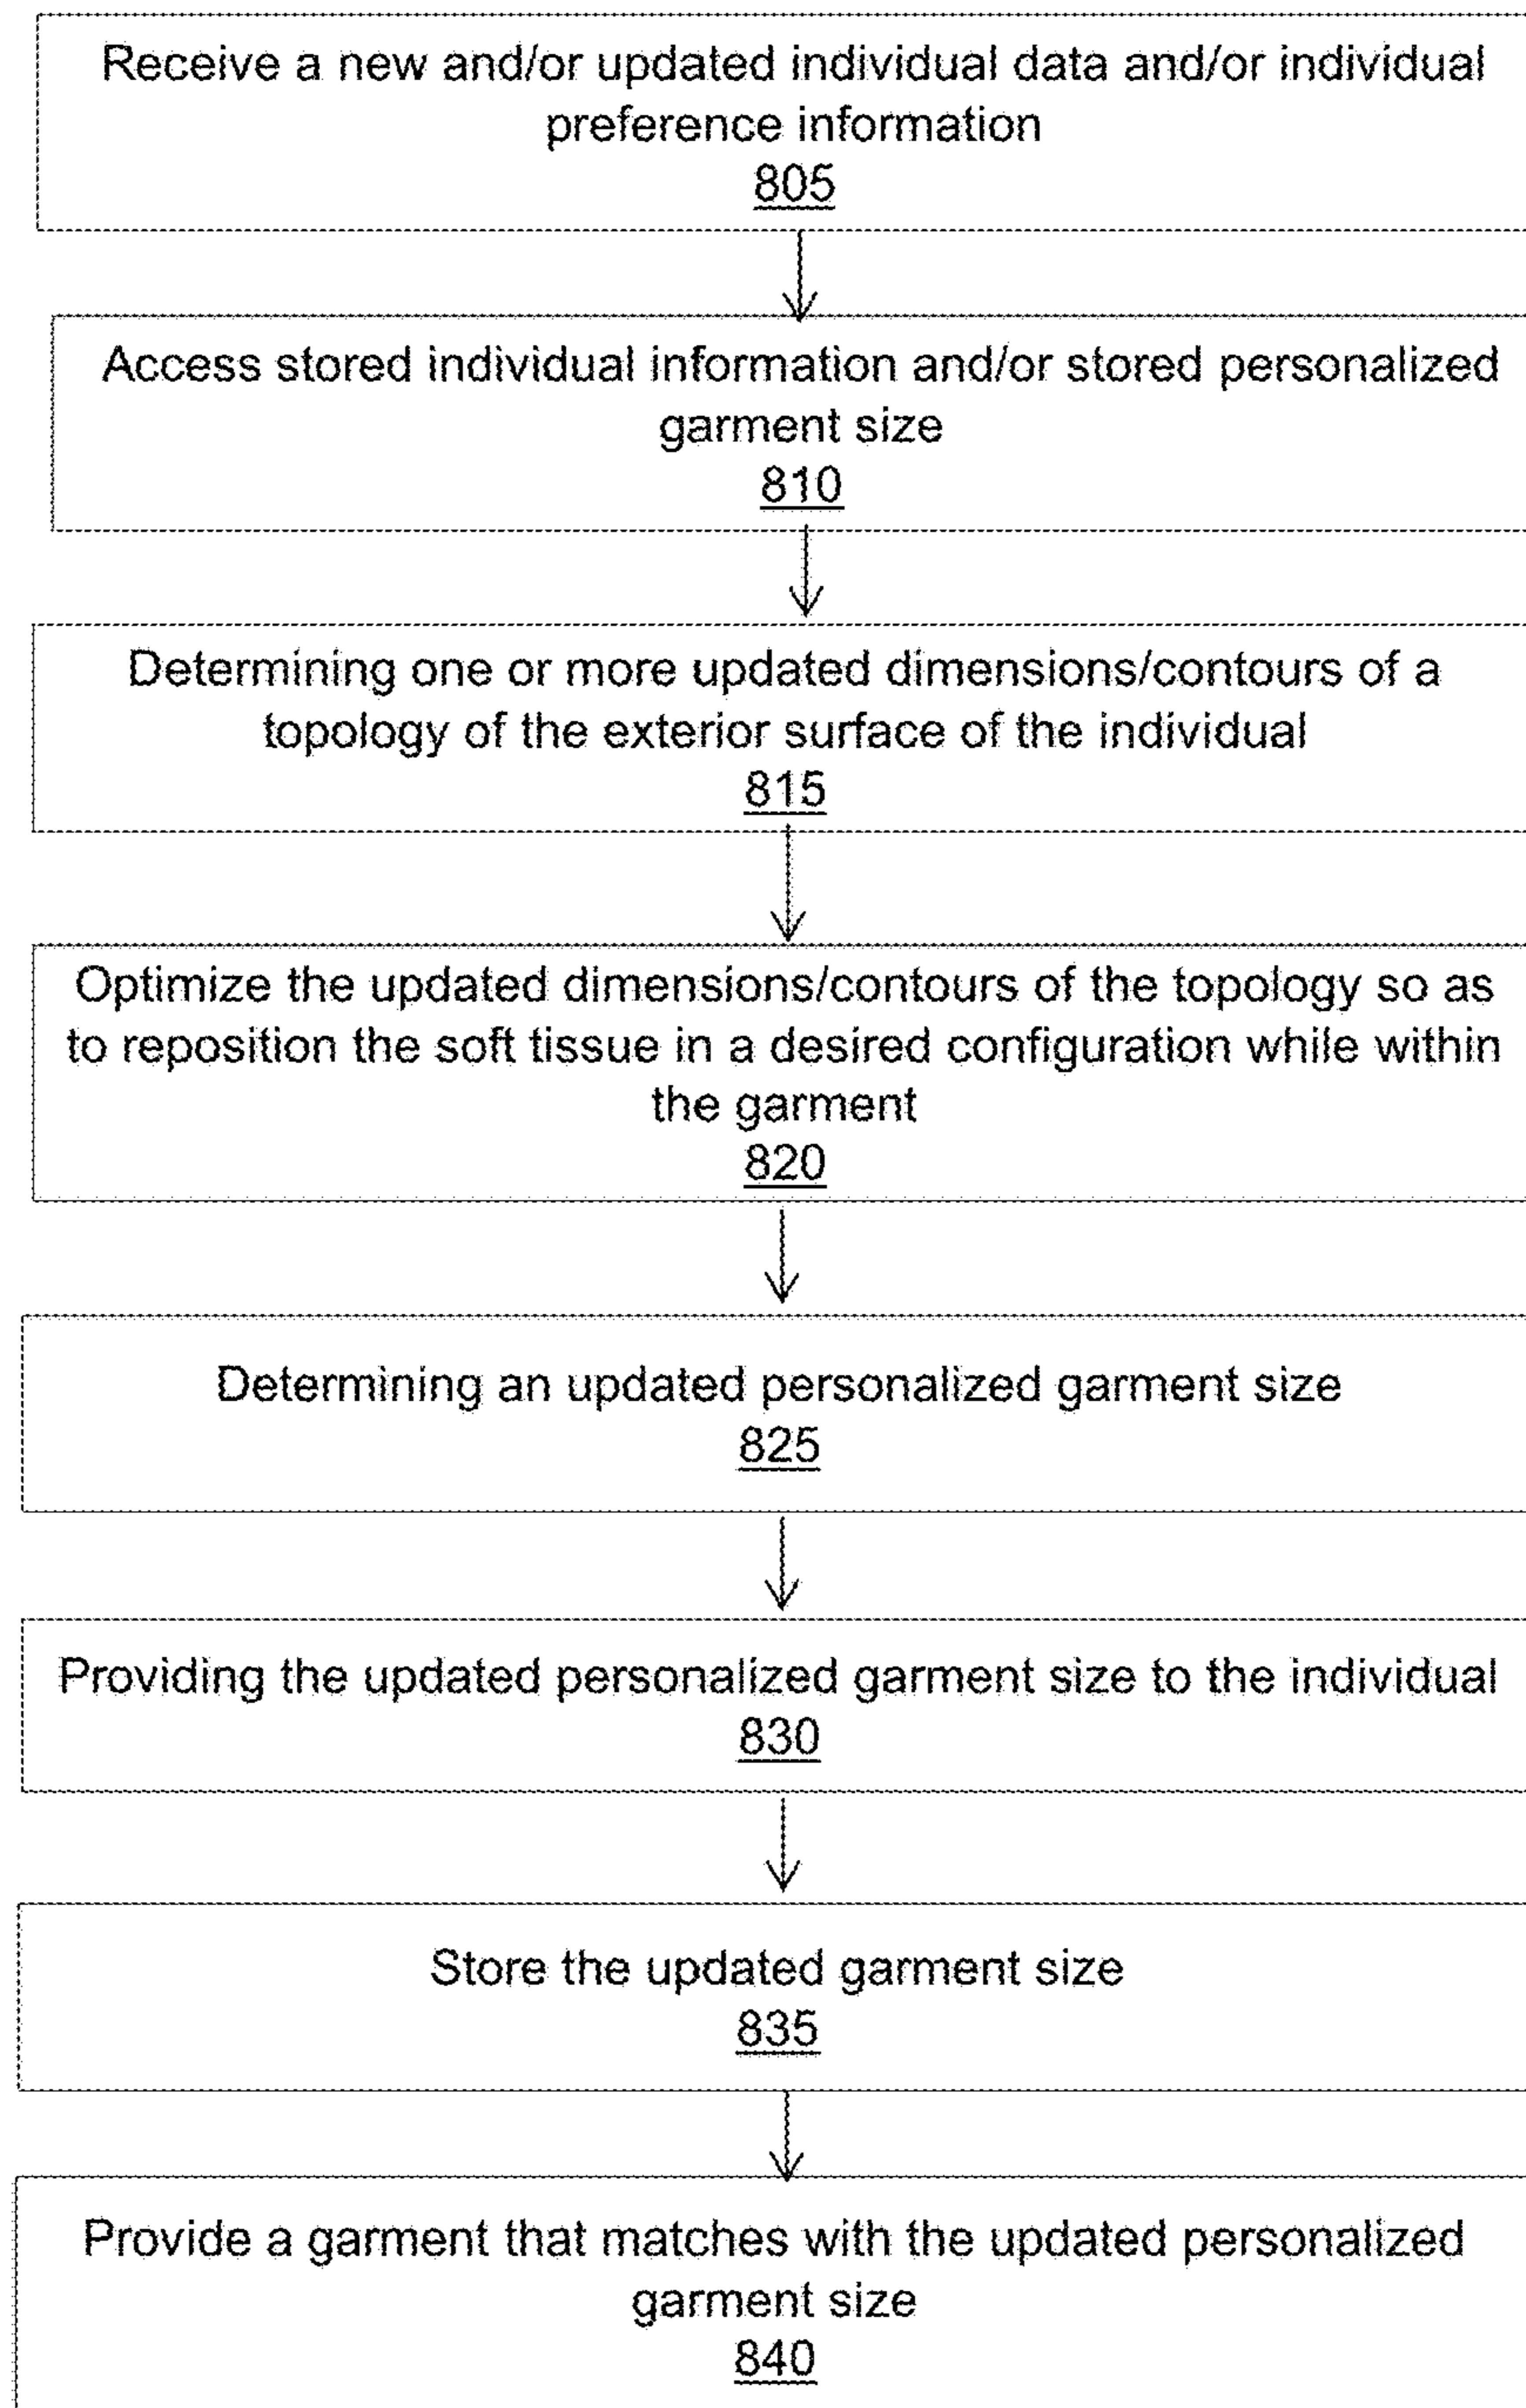 Receive a new and/or updated individual data and/or individual
preference information
805
Access stored individual information and/or stored personalized
garment size
810
Determining one or more updated dimensions/contours of a
topology of the exterior surface of the individual
815
Optimize the updated dimensions/contours of the topology so as
to reposition the soft tissue in a desired configuration while within
the garment
820
Determining an updated personalized garment size
825
Providing the updated personalized garment size to the individual
830
Store the updated garment size
835
Provide a garment that matches with the updated personalized
garment size
840